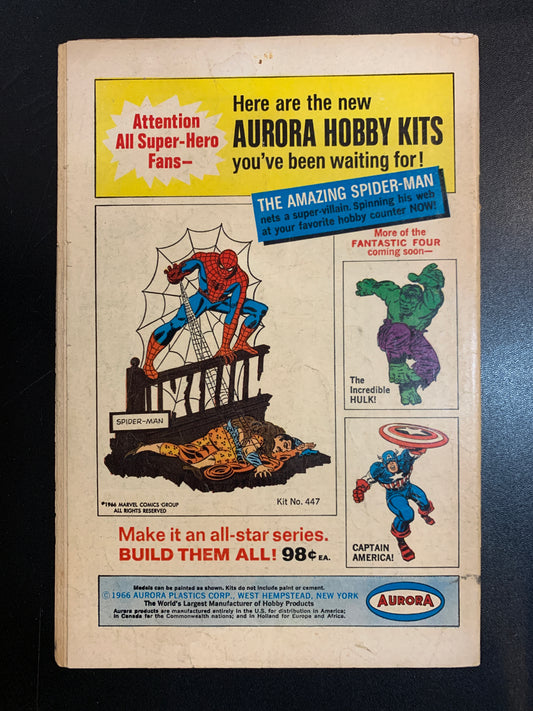 Attention
All Super-Hero
Fans—
Here are the new
AURORA HOBBY KITS
you've been waiting for!
THE AMAZING SPIDER-MAN
nets a super-villain. Spinning his web
at your favorite hobby counter NOW!
More of the
FANTASTIC FOUR
coming soon—
SPIDER-MAN
©1966 MARVEL COMICS GROUP
ALL RIGHTS RESERVED
Kit No. 447
The
Incredible
HULK!
CAPTAIN
AMERICA!
Make it an all-star series.
BUILD THEM ALL! 98¢ EA.
Models can be painted as shown. Kits do not include paint or cement.
© 1966 AURORA PLASTICS CORP., WEST HEMPSTEAD, NEW YORK
The World's Largest Manufacturer of Hobby Products
Aurora products are manufactured entirely in the U.S. for distribution in America;
in Canada for the Commonwealth nations; and in Holland for Europe and Africa.
AURORA